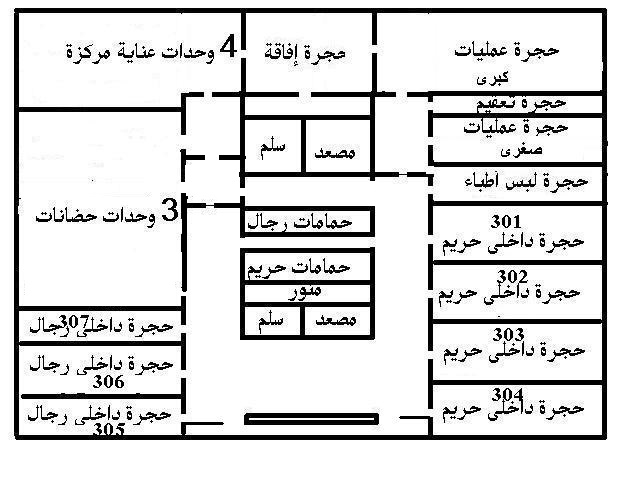 4 وحدات عناية مركزة
حجرة إفاقة
حجرة عمليات
كبرى
حجرة تعقيم
حجرة عمليات
صغرى
حجرة لبس أطباء
سلم
مصعد
3 وحدات حضانات
حمامات رجال
حمامات حريم
منور
سلم
مصعد
301
حجرة داخلى حريم
302
حجرة داخلى حريم
303
حجرة داخلى حريم
304
حجرة داخلى حريم
307
حجرة داخلى رجال
حجرة داخلى رجال
306
حجرة داخلى رجال
305